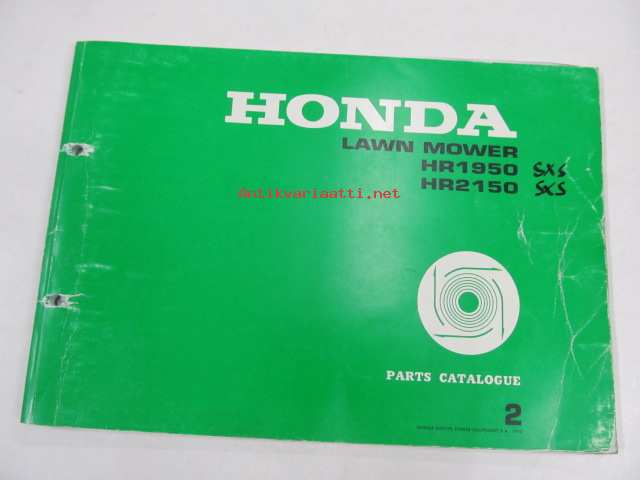 HONDA
LAWN MOWER
HR1950 SXS
HR2150 SXS
Antikvariaatti.net
PARTS CATALOGUE
2